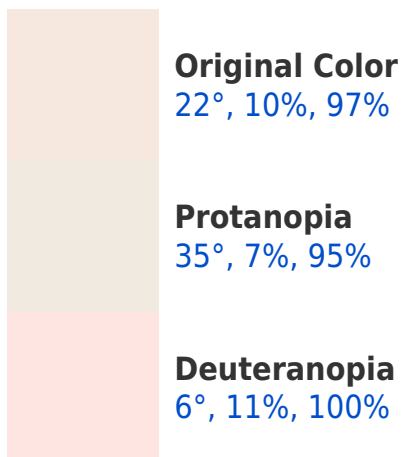 Original Color
22°, 10%, 97%
Protanopia
35°, 7%, 95%
Deuteranopia
6°, 11%, 100%